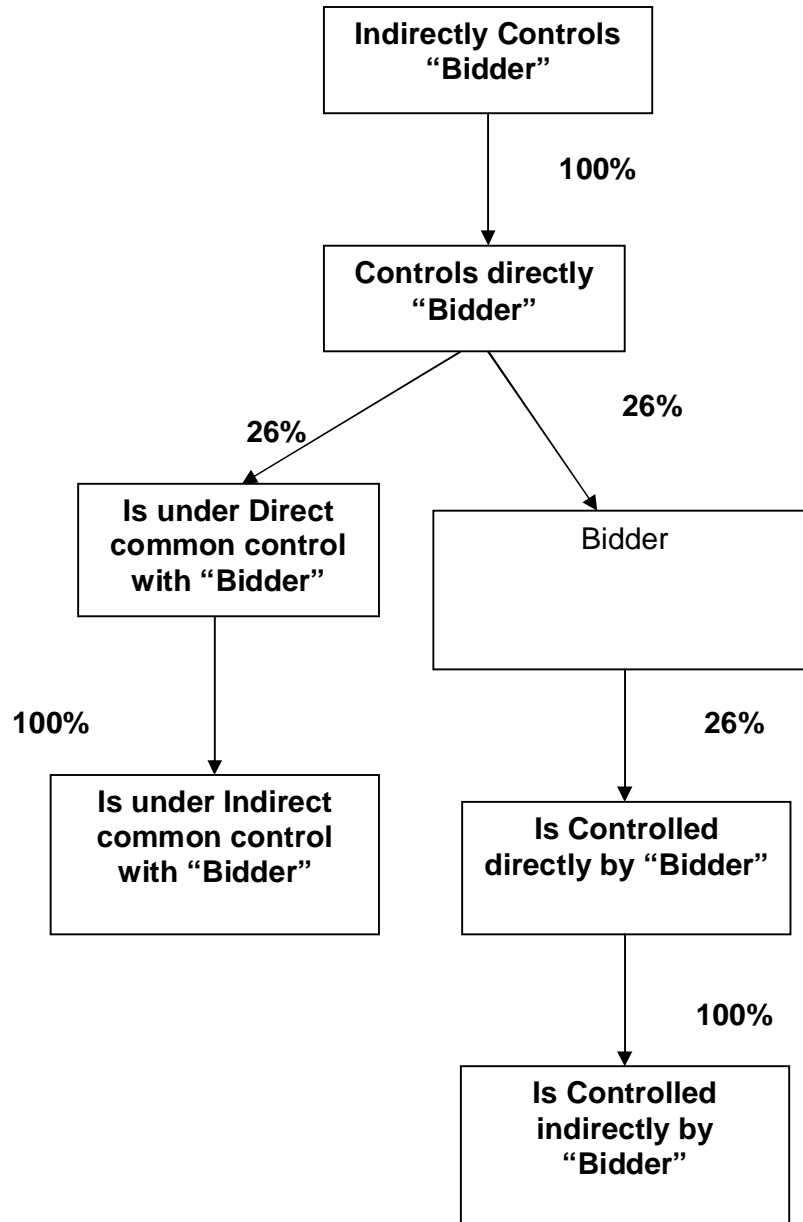 Indirectly Controls
“Bidder”
100%
Controls directly
“Bidder”
26%
26%
Is under Direct
common control
with “Bidder”
Bidder
100%
26%
Is under Indirect
common control
with “Bidder”
Is Controlled
directly by “Bidder”
100%
Is Controlled
indirectly by
“Bidder”